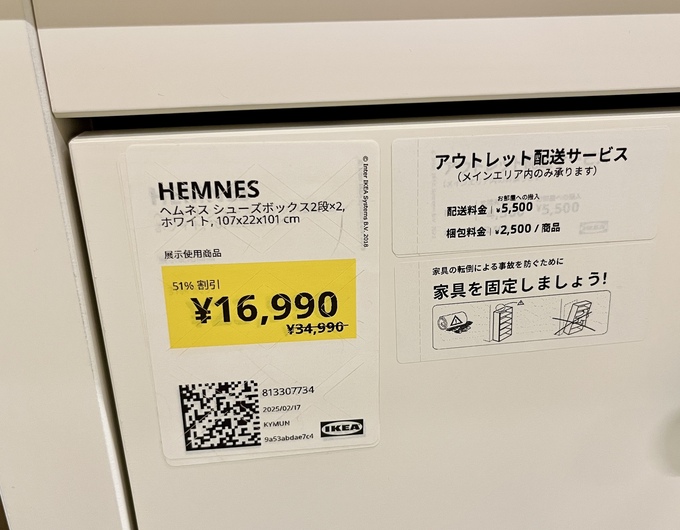 HEMNES
ヘムネス シューズボックス2段×2,
ホワイト, 107x22x101 cm
展示使用商品
51% 割引
¥16,990
¥34,990
813307734
2025/02/17
KYMUN
9a53abdae7c4
IKEA
© Inter IKEA Systems B.V. 2018
アウトレット配送サービス
(メインエリア内のみ承ります)
お部屋への搬入
配送料金 | ¥5,500
梱包料金 | ¥2,500 / 商品
家具の転倒による事故を防ぐために
家具を固定しましょう!